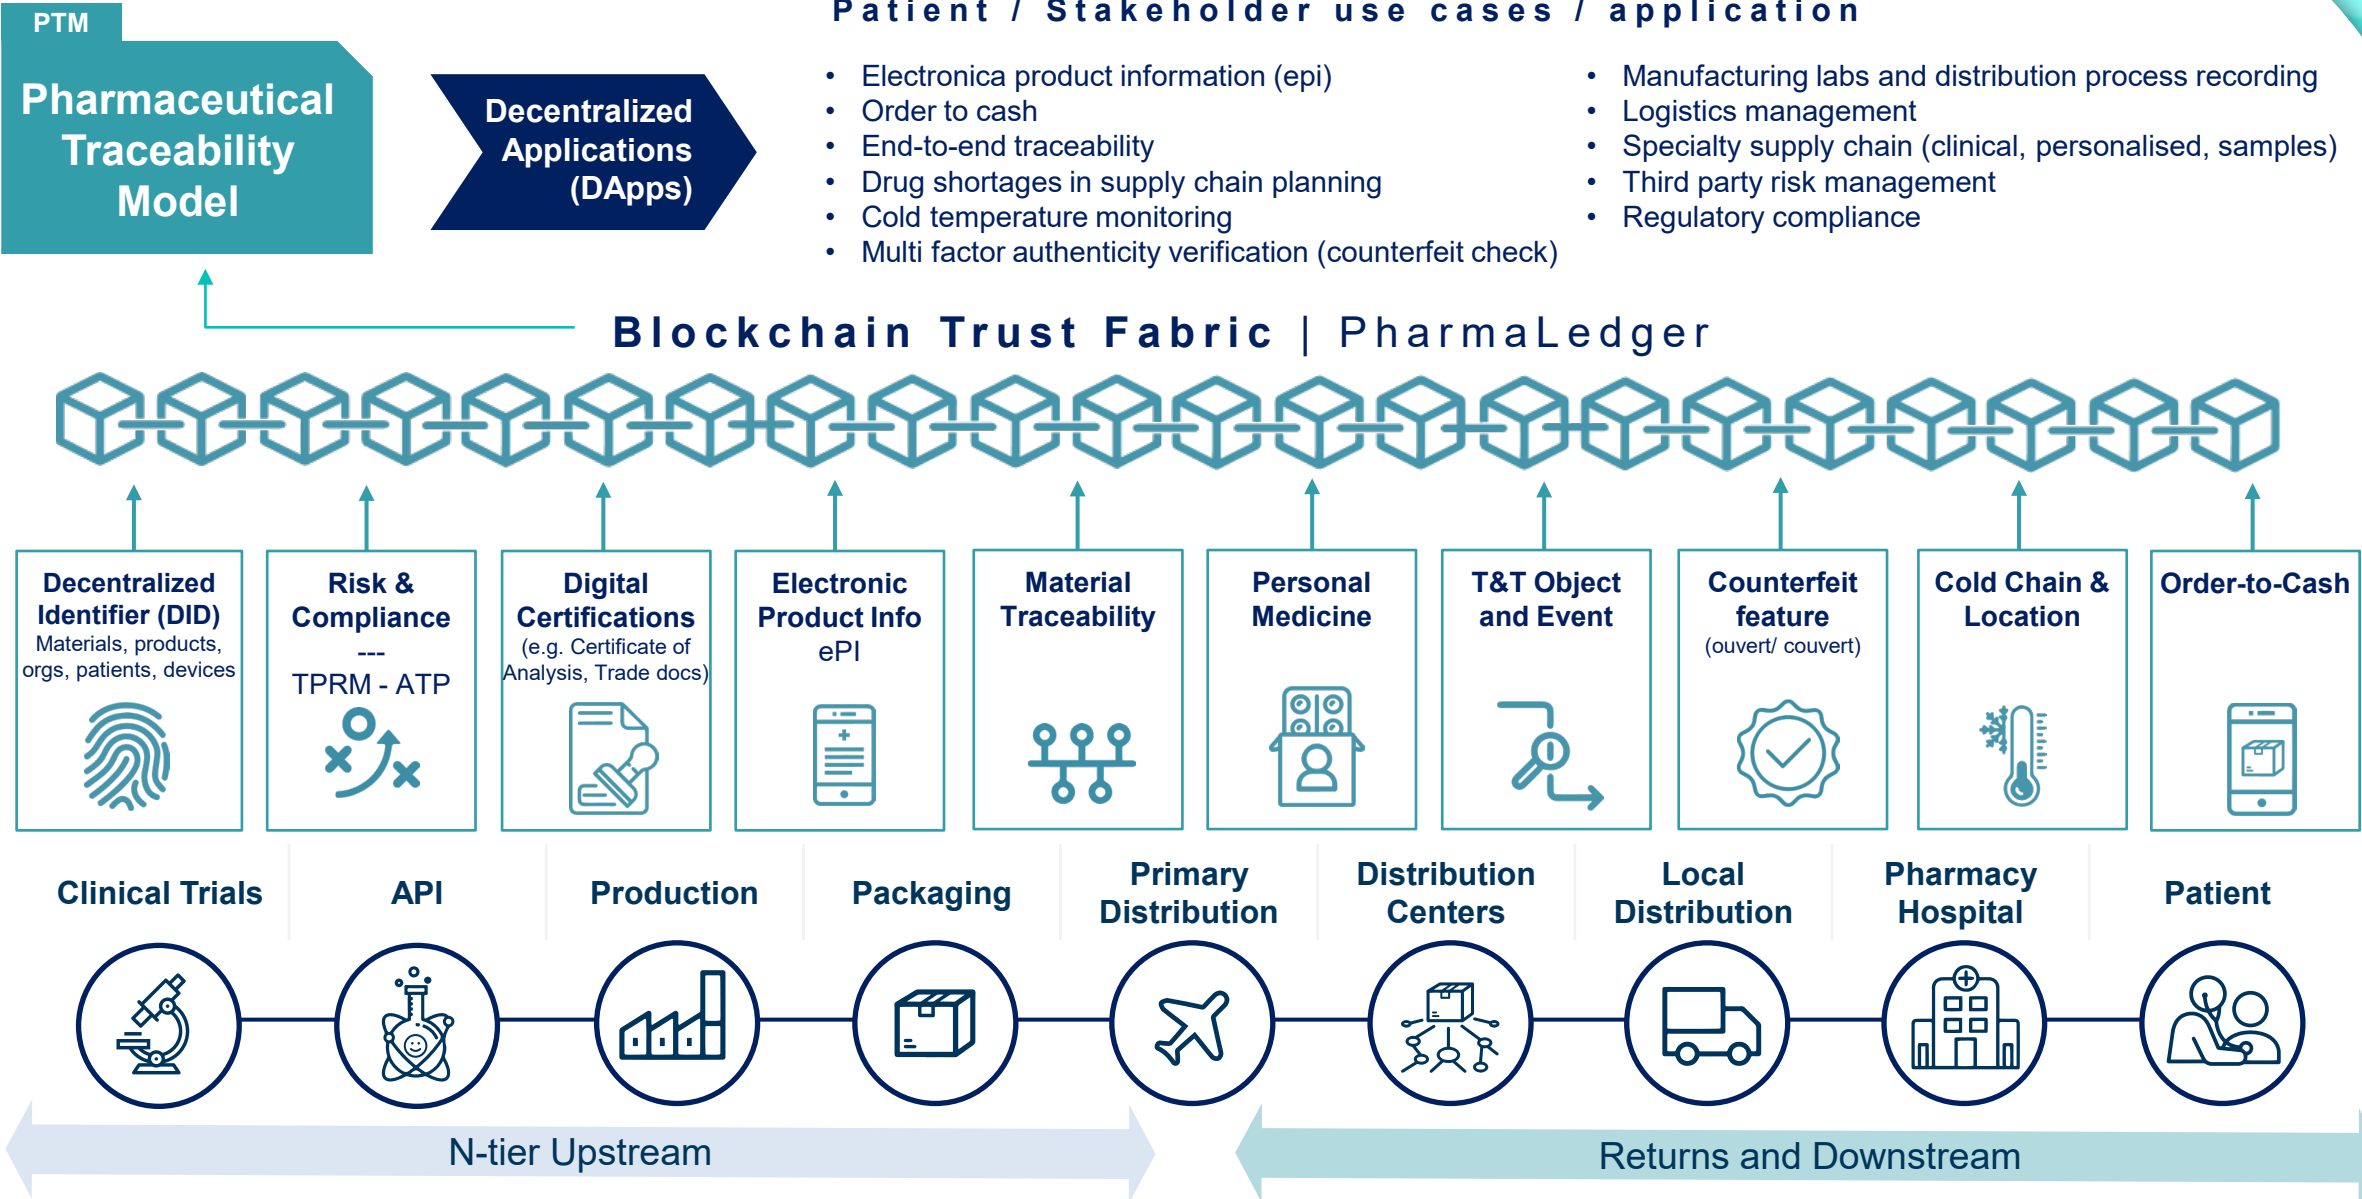 PTM
Pharmaceutical
Traceability
Model
Decentralized
Applications
(DApps)
Patient / Stakeholder use cases / application
• Electronica product information (epi)
• Order to cash
• End-to-end traceability
• Drug shortages in supply chain planning
• Cold temperature monitoring
• Multi factor authenticity verification (counterfeit check)
• Manufacturing labs and distribution process recording
• Logistics management
• Specialty supply chain (clinical, personalised, samples)
• Third party risk management
• Regulatory compliance
Blockchain Trust Fabric | PharmaLedger
Decentralized
Identifier (DID)
Materials, products,
orgs, patients, devices
Risk &
Compliance
---
TPRM - ATP
Digital
Certifications
(e.g. Certificate of
Analysis, Trade docs)
Electronic
Product Info
ePI
Material
Traceability
Personal
Medicine
T&T Object
and Event
Counterfeit
feature
(ouvert/ couvert)
Cold Chain &
Location
Order-to-Cash
Clinical Trials
API
Production
Packaging
Primary
Distribution
Distribution
Centers
Local
Distribution
Pharmacy
Hospital
Patient
N-tier Upstream
Returns and Downstream